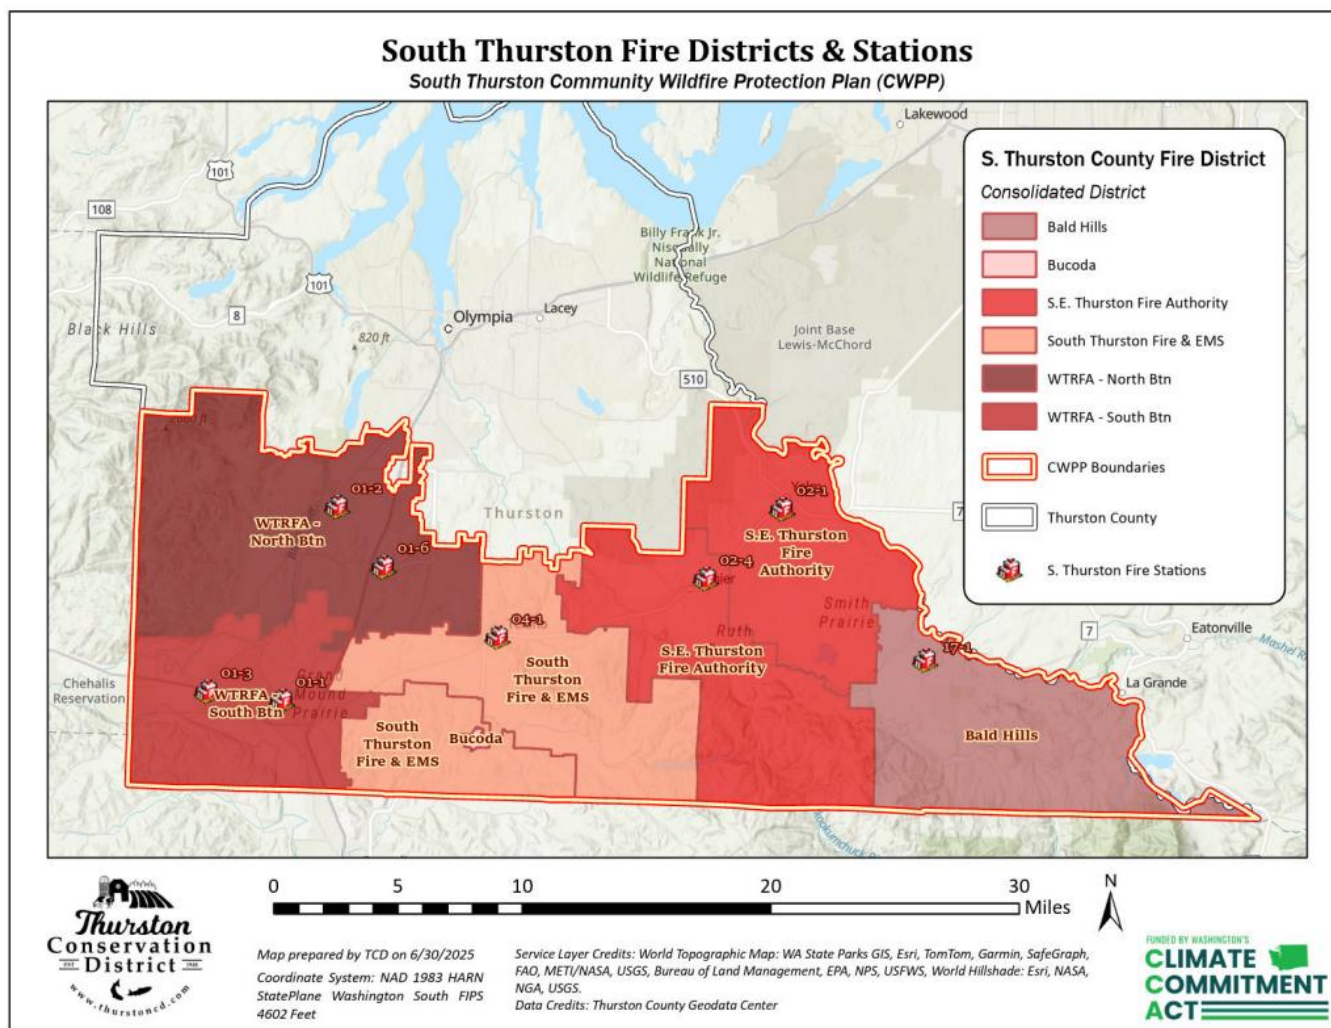 South Thurston Fire Districts & Stations
South Thurston Community Wildfire Protection Plan (CWPP)
Lakewood
101
108
Billy Frank Jr.
Nisqually
National
Wildlife Refuge
101
8
Lacey
Olympia
Black Hills
820 ft
Joint Base
Lewis-McChord
510
Thurston
7
01-2
WTRFA -
North Btn
01-6
02-1
S.E. Thurston
Fire
Authority
02-4
04-1
Smith
Prairie
Ruth
S.E. Thurston
Fire Authority
South
Thurston
Fire & EMS
17-1
7
Eatonville
La Grande
Chehalis
Reservation
01-3
01-1
WTRFA -
South Btn
Grand
Mound
Prairie
South
Thurston
Fire & EMS
Bucoda
Bald Hills
S. Thurston County Fire District
Consolidated District
Bald Hills
Bucoda
S.E. Thurston Fire Authority
South Thurston Fire & EMS
WTRFA - North Btn
WTRFA - South Btn
CWPP Boundaries
Thurston County
S. Thurston Fire Stations
0 5 10 20 30
Miles
N
Thurston
Conservation
District
www.thurstoncd.com
Map prepared by TCD on 6/30/2025
Coordinate System: NAD 1983 HARN
StatePlane Washington South FIPS
4602 Feet
Service Layer Credits: World Topographic Map: WA State Parks GIS, Esri, TomTom, Garmin, SafeGraph,
FAO, METI/NASA, USGS, Bureau of Land Management, EPA, NPS, USFWS, World Hillshade: Esri, NASA,
NGA, USGS.
Data Credits: Thurston County Geodata Center
FUNDED BY WASHINGTON'S
CLIMATE
COMMITMENT
ACT